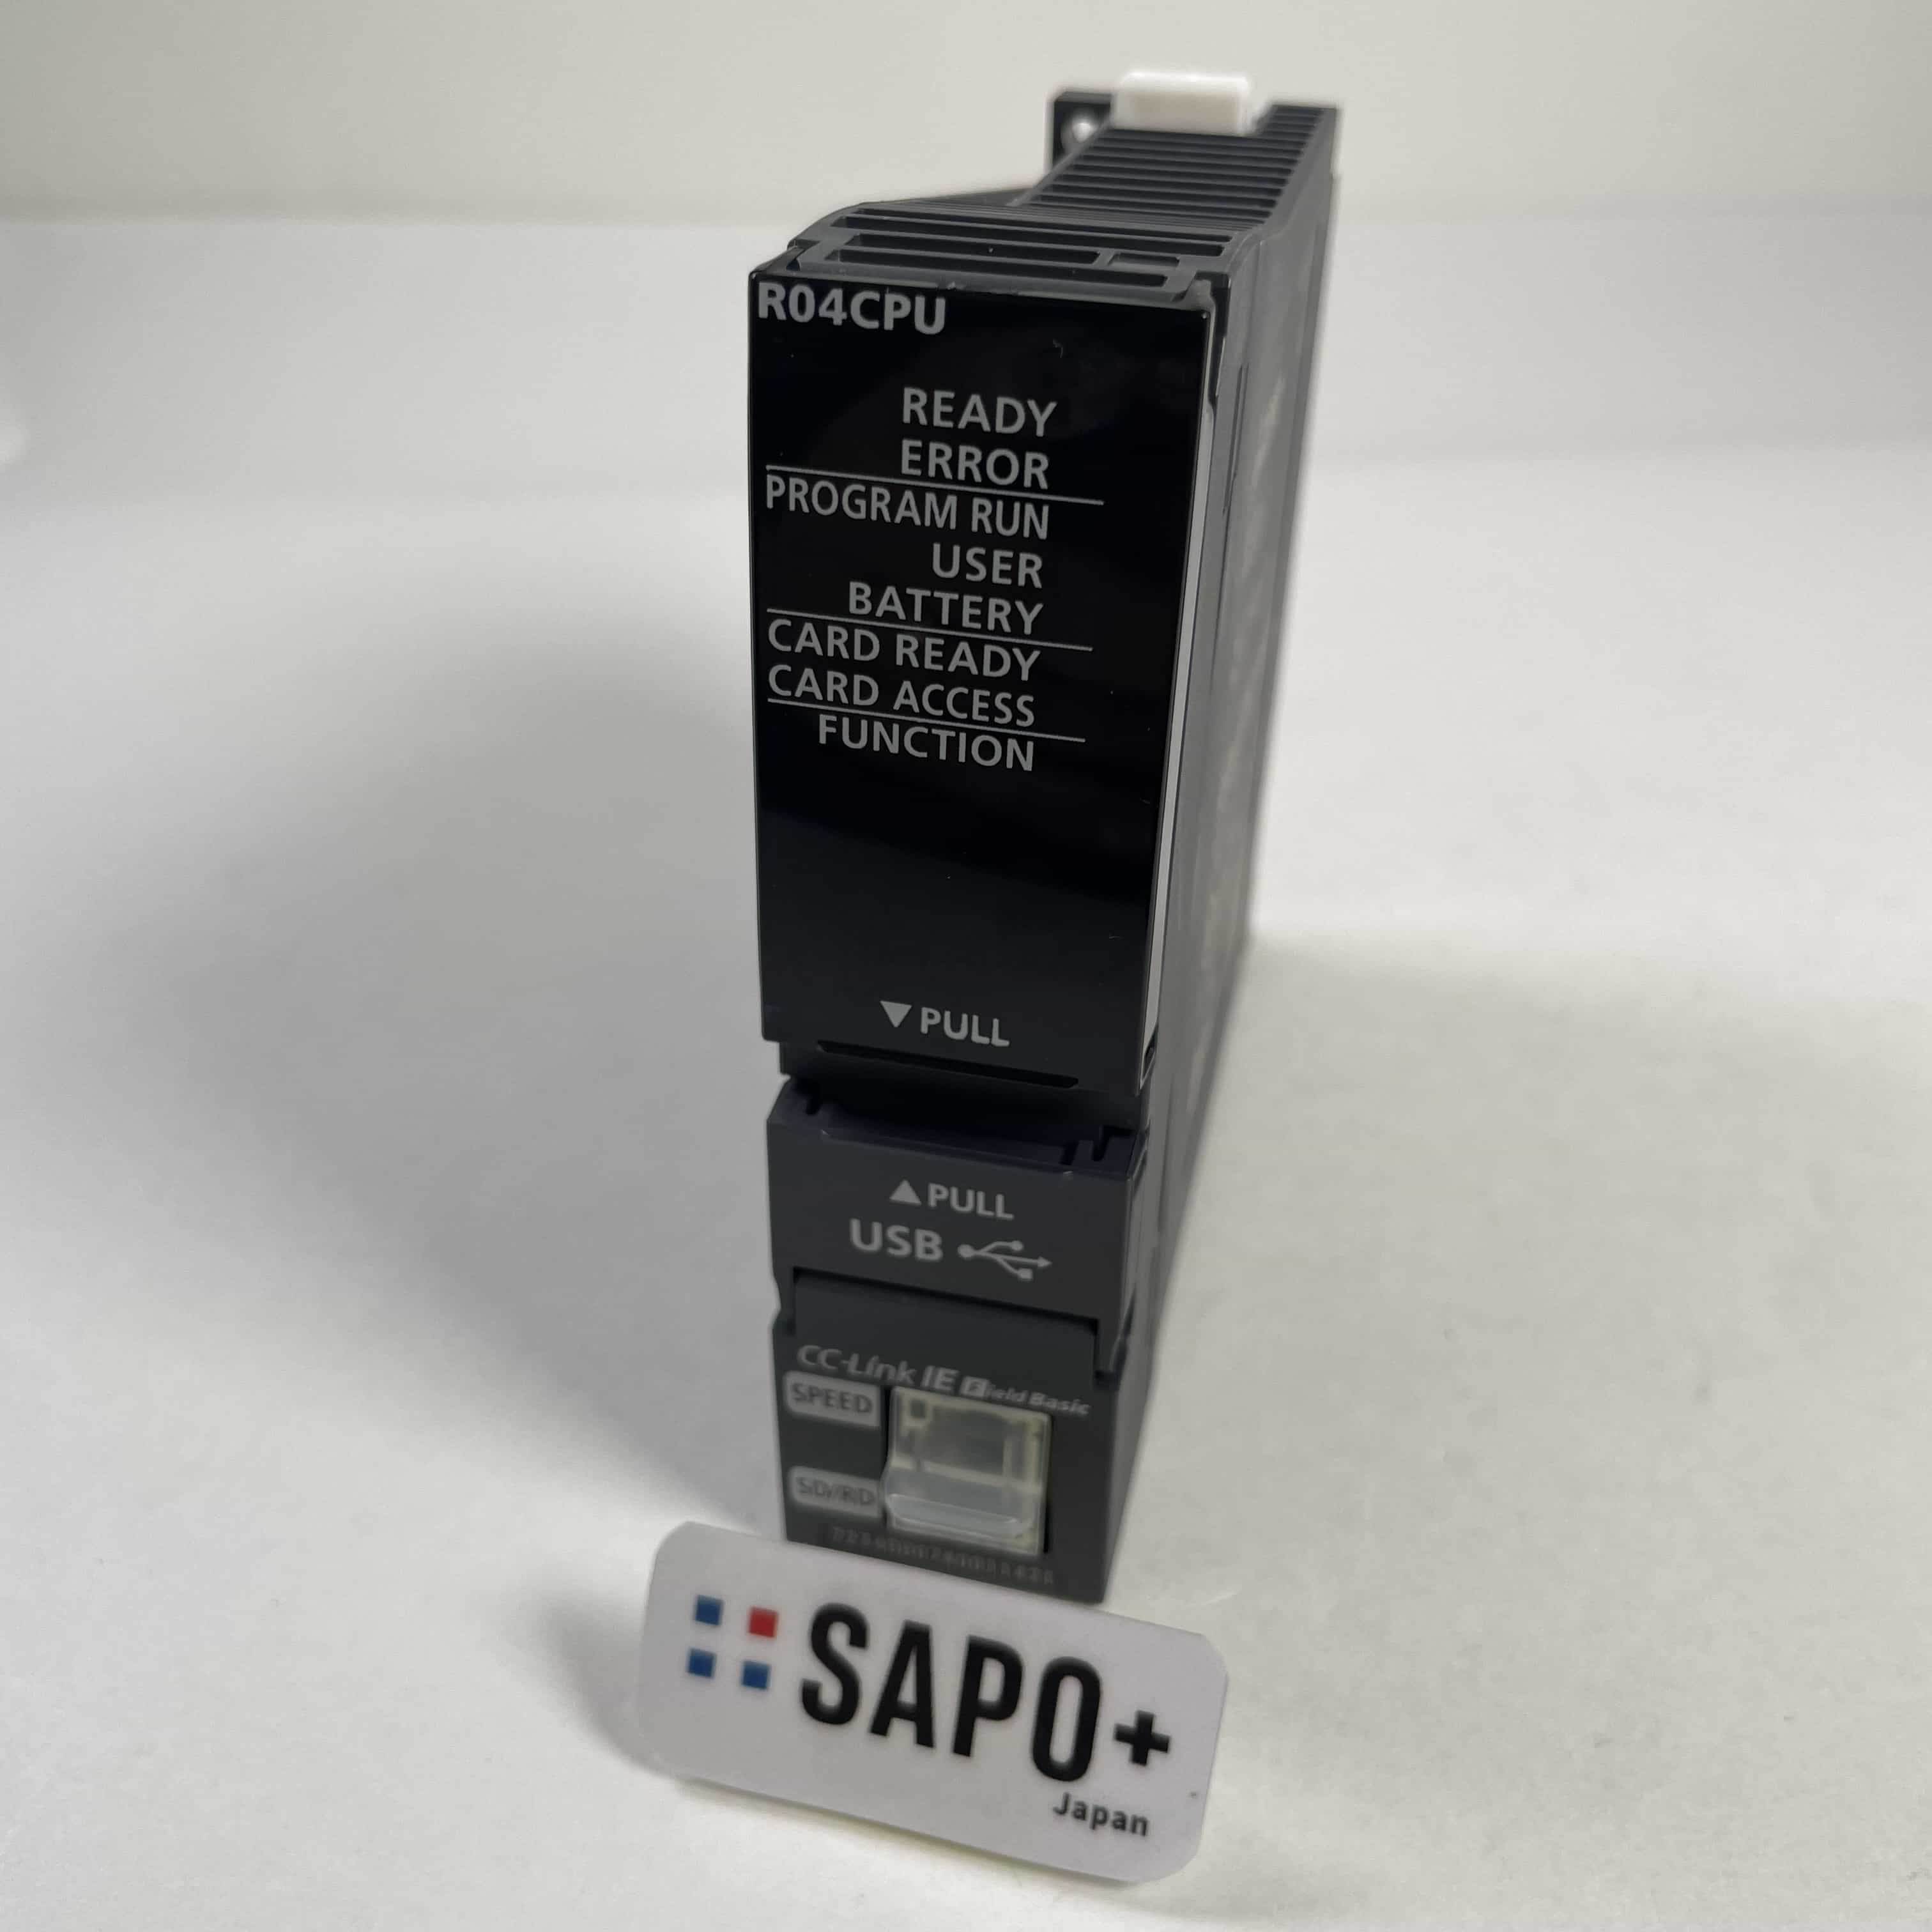 R04CPU
READY
ERROR
PROGRAM RUN
USER
BATTERY
CARD READY
CARD ACCESS
FUNCTION
▼PULL
▲PULL
USB
CC-Link IE Field Basic
SPEED
SD/RD
SAPO+
Japan